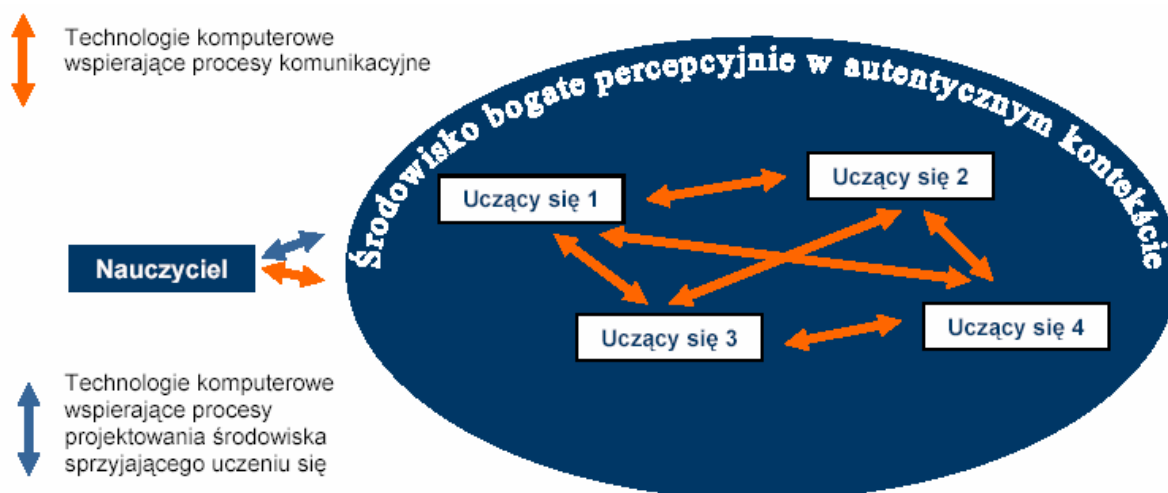 Technologie komputerowe
wspierające procesy komunikacyjne
Środowisko bogate percepcyjnie w autentycznym kontekście
Uczący się 1
Uczący się 2
Nauczyciel
Uczący się 3
Uczący się 4
Technologie komputerowe
wspierające procesy
projektowania środowiska
sprzyjającego uczeniu się